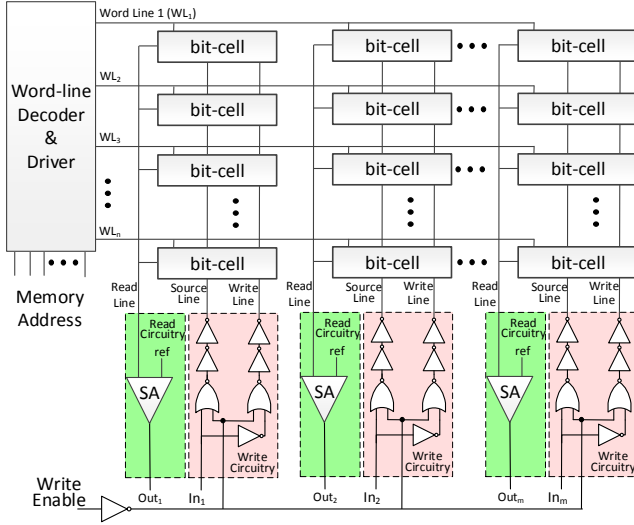 Word Line 1 (WL1)
bit-cell bit-cell bit-cell
WL2
Word-line
Decoder
&
Driver
bit-cell bit-cell bit-cell
WL3
bit-cell bit-cell bit-cell
WLn
bit-cell bit-cell bit-cell
Memory
Address
Read
Line
Source
Line
Write
Line
Read
Line
Source
Line
Write
Line
Read
Line
Source
Line
Write
Line
Read
Circuitry
ref
SA
Write
Circuitry
Read
Circuitry
ref
SA
Write
Circuitry
Read
Circuitry
ref
SA
Write
Circuitry
Write
Enable
Out1 In1 Out2 In2 Outm Inm